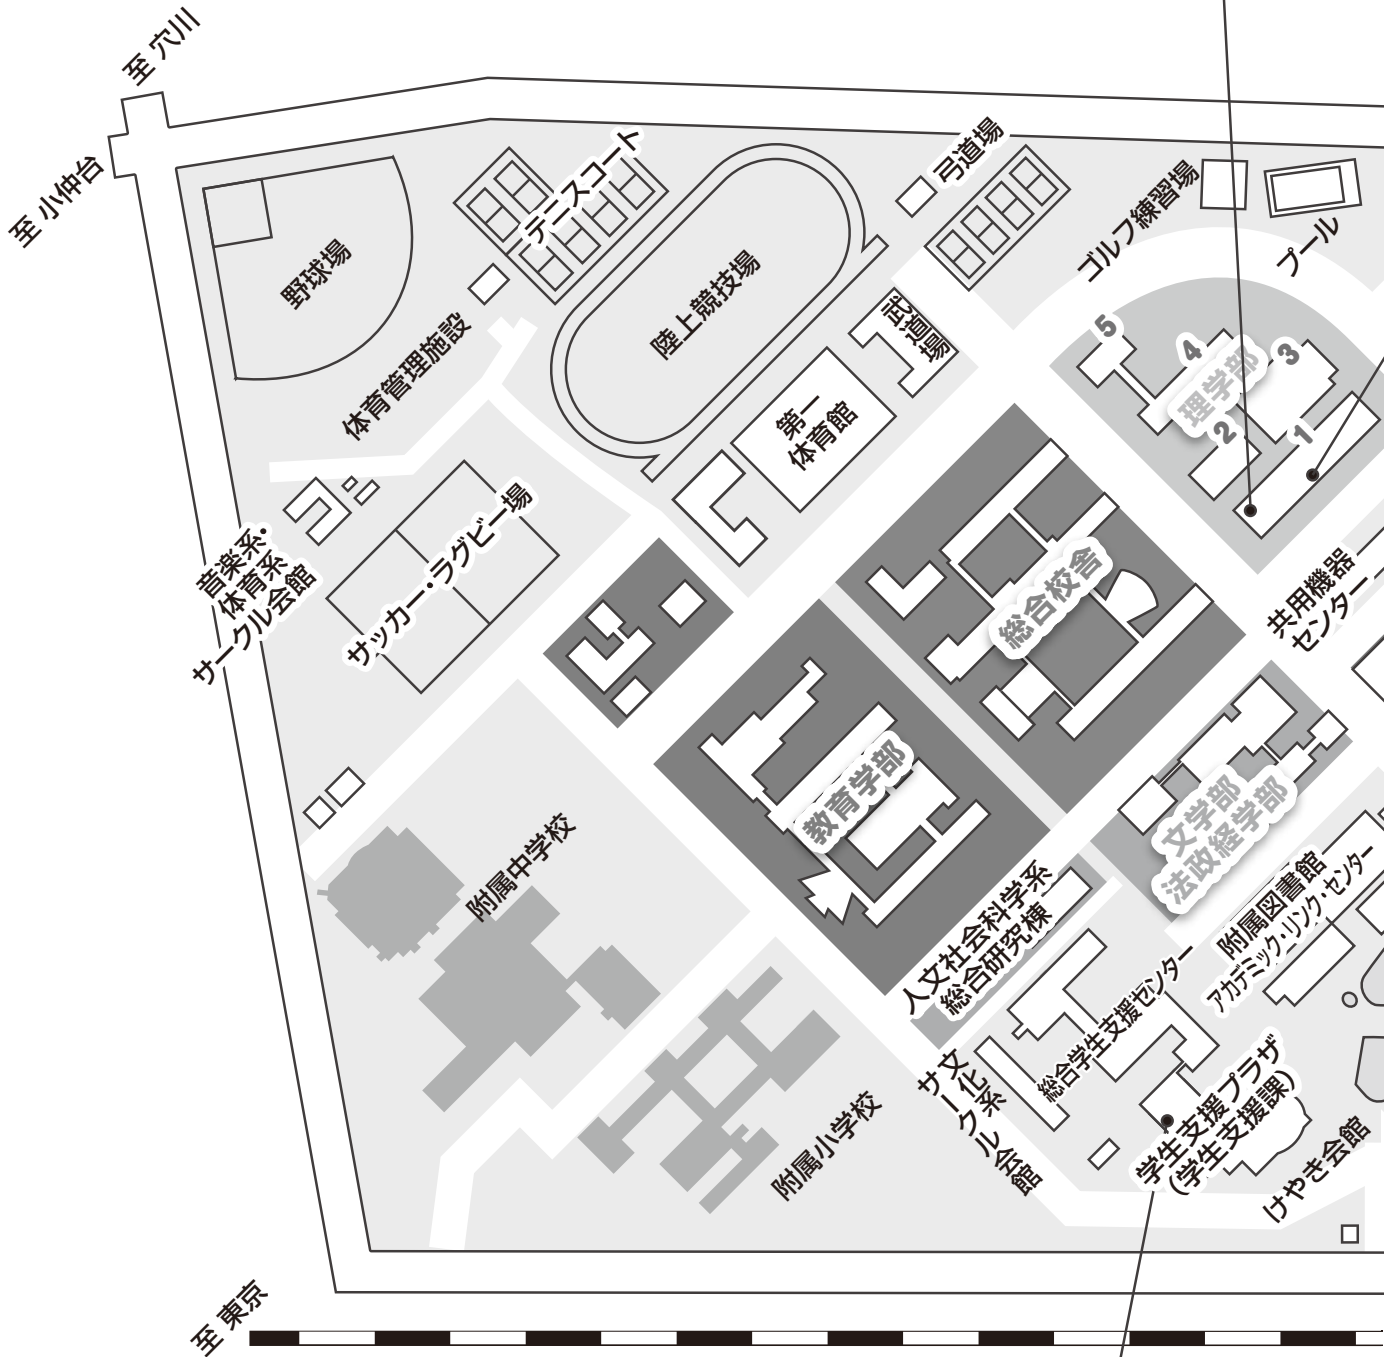 至 穴川
至 小仲台
野球場
テニスコート
弓道場
ゴルフ練習場
プール
体育管理施設
陸上競技場
武道場
第一
体育館
5
4
3
理学部
2
1
音楽系・
体育系
サークル会館
サッカー・ラグビー場
総合校舎
共用機器
センター
教育学部
文学部
法政経学部
附属中学校
人文社会科学系
総合研究棟
附属図書館
アカデミック・リンク・センター
総合学生支援センター
文化系
サークル会館
学生支援プラザ
(学生支援課)
けやき会館
附属小学校
至 東京